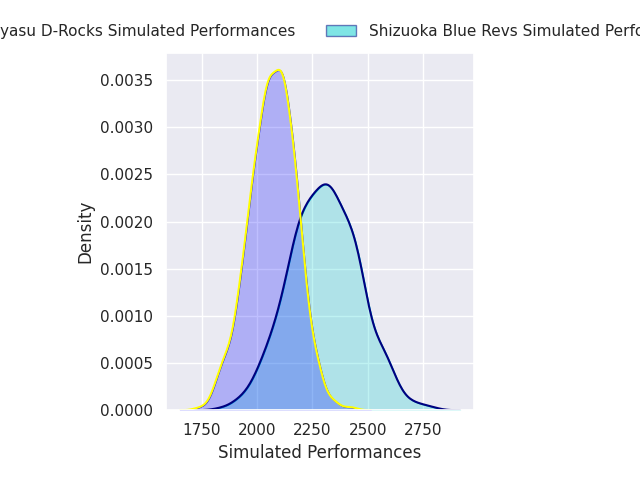 yasu D-Rocks Simulated Performances Shizuoka Blue Revs Simulated Perfo
0.0035
0.0030
0.0025
0.0020
0.0015
0.0010
0.0005
0.0000
Density
1750 2000 2250 2500 2750
Simulated Performances